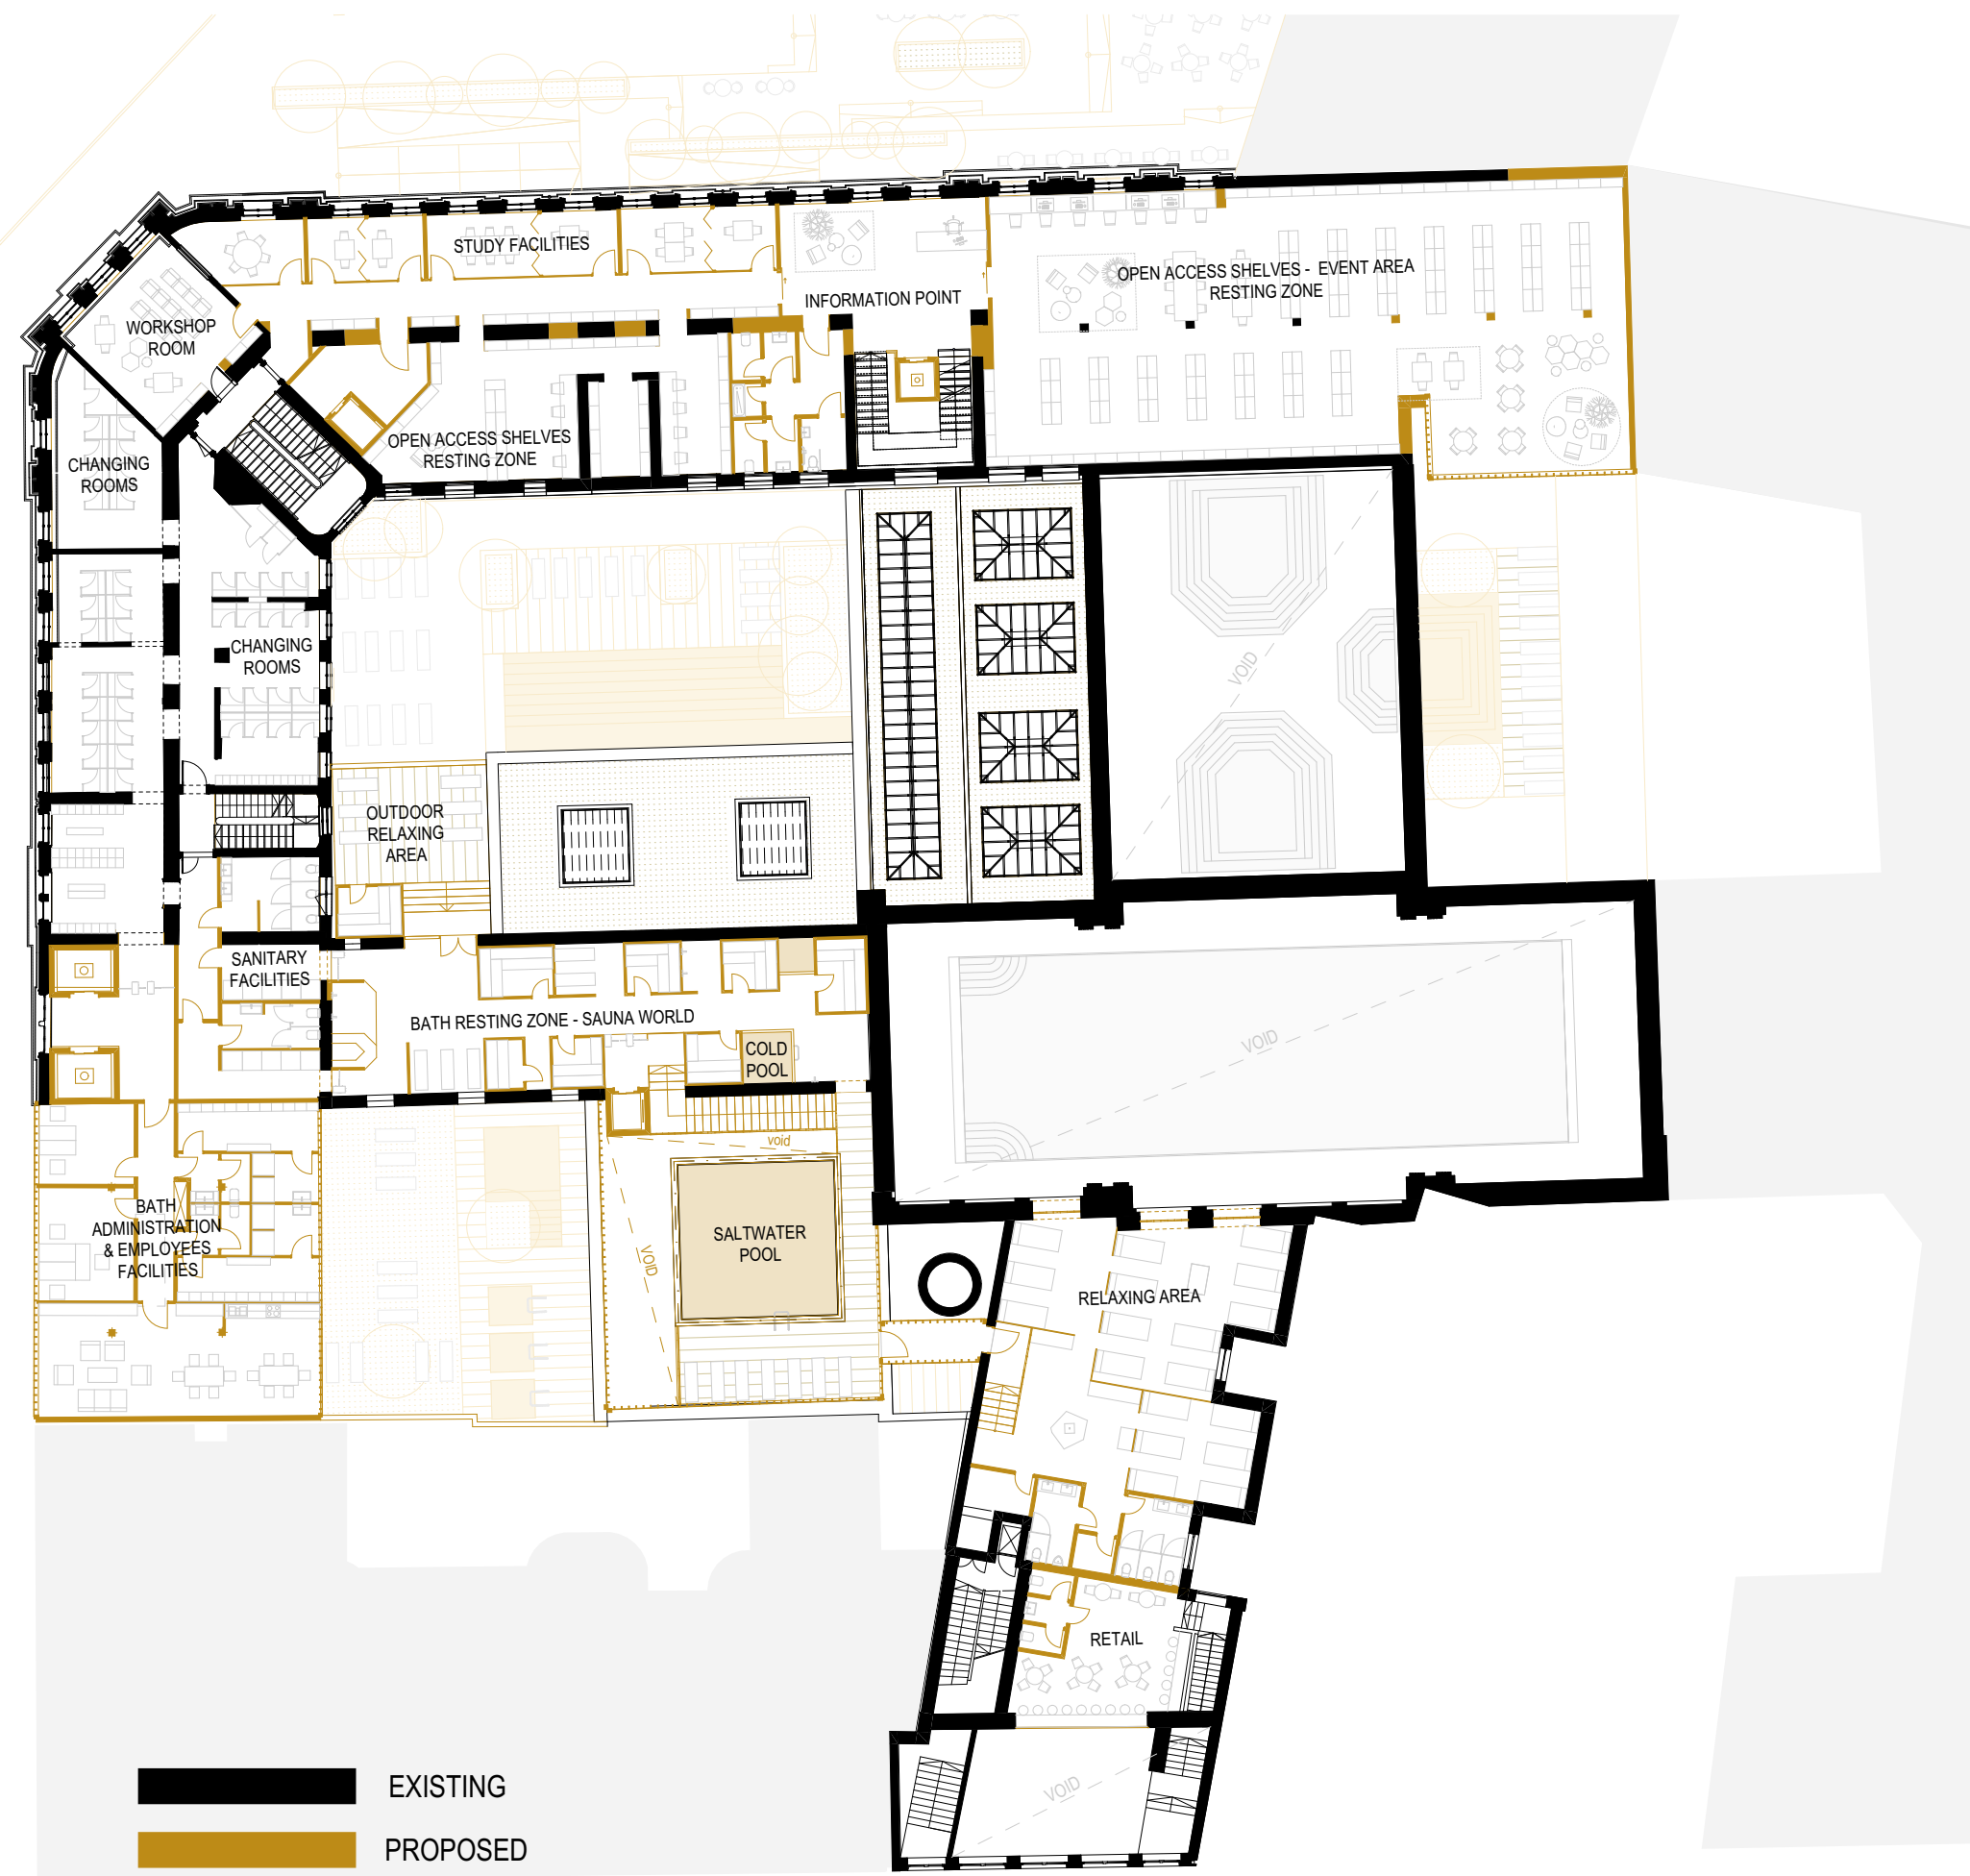 STUDY FACILITIES
OPEN ACCESS SHELVES - EVENT AREA
RESTING ZONE
INFORMATION POINT
WORKSHOP
ROOM
OPEN ACCESS SHELVES
RESTING ZONE
CHANGING
ROOMS
CHANGING
ROOMS
VOID
OUTDOOR
RELAXING
AREA
SANITARY
FACILITIES
BATH RESTING ZONE - SAUNA WORLD
COLD
POOL
VOID
void
BATH
ADMINISTRATION
& EMPLOYEES
FACILITIES
VOID
SALTWATER
POOL
RELAXING AREA
RETAIL
VOID
EXISTING
PROPOSED